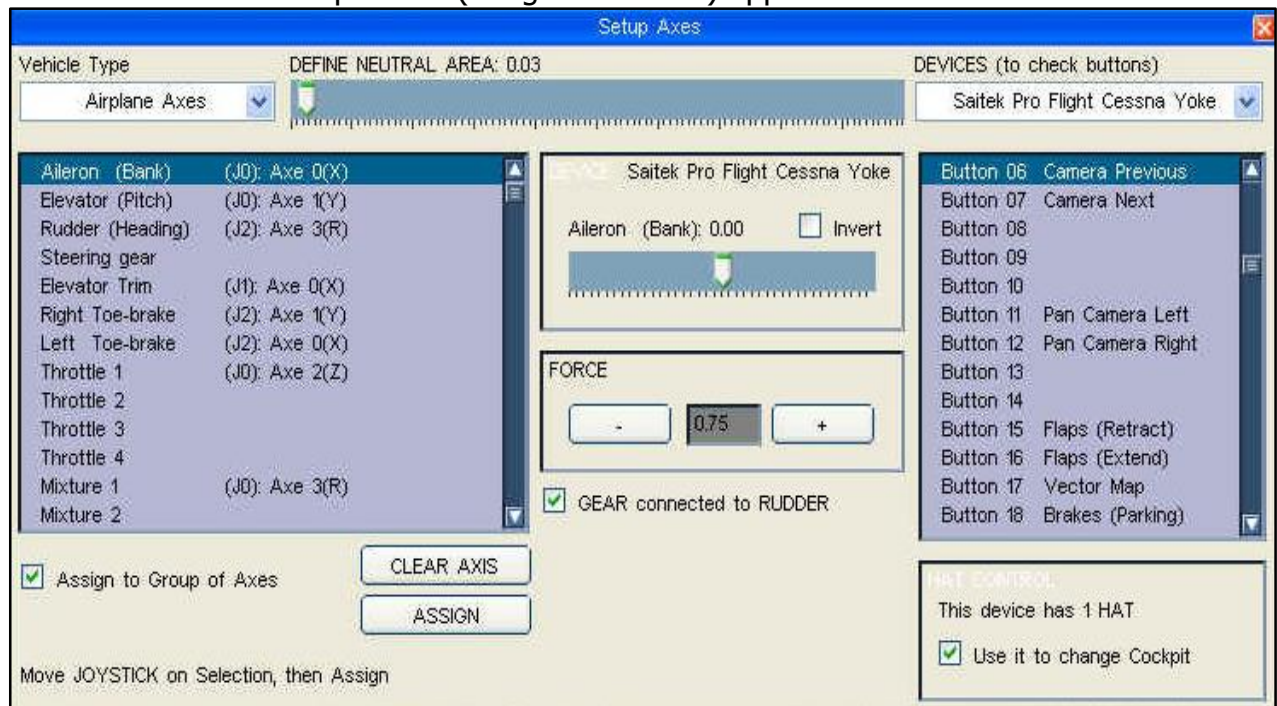 Setup Axes
Vehicle Type
DEFINE NEUTRAL AREA: 0.03
DEVICES (to check buttons)
Airplane Axes
Saitek Pro Flight Cessna Yoke
Aileron (Bank) (J0): Axe 0(X)
Elevator (Pitch) (J0): Axe 1(Y)
Rudder (Heading) (J2): Axe 3(R)
Steering gear
Elevator Trim (J1): Axe 0(X)
Right Toe-brake (J2): Axe 1(Y)
Left Toe-brake (J2): Axe 0(X)
Throttle 1 (J0): Axe 2(Z)
Throttle 2
Throttle 3
Throttle 4
Mixture 1 (J0): Axe 3(R)
Mixture 2
Assign to Group of Axes
CLEAR AXIS
ASSIGN
Move JOYSTICK on Selection, then Assign
DEVICE Saitek Pro Flight Cessna Yoke
Aileron (Bank): 0.00 Invert
FORCE
- 0.75 +
GEAR connected to RUDDER
Button 06 Camera Previous
Button 07 Camera Next
Button 08
Button 09
Button 10
Button 11 Pan Camera Left
Button 12 Pan Camera Right
Button 13
Button 14
Button 15 Flaps (Retract)
Button 16 Flaps (Extend)
Button 17 Vector Map
Button 18 Brakes (Parking)
HAT CONTROL
This device has 1 HAT
Use it to change Cockpit